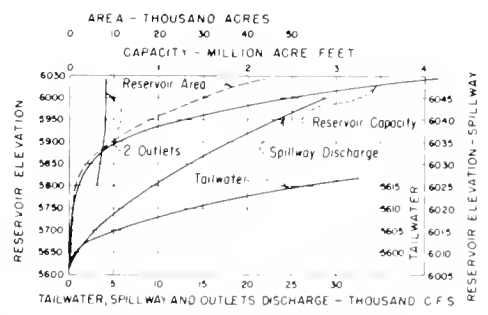 AREA - THOUSAND ACRES
0 10 20 30 40 50
CAPACITY - MILLION ACRE FEET
0 1 2 3 4
6030
6000
5950
5900
5850
5800
5750
5700
5650
5600
RESERVOIR ELEVATION
Reservoir Area
Reservoir Capacity
2 Outlets
Spillway Discharge
Tailwater
5615
5610
5605
5600
TAILWATER
6045
6040
6035
6030
6025
6020
6015
6010
6005
RESERVOIR ELEVATION-SPILLWAY
0 5 10 15 20 25 30 35 40
TAILWATER, SPILLWAY AND OUTLETS DISCHARGE - THOUSAND C F S